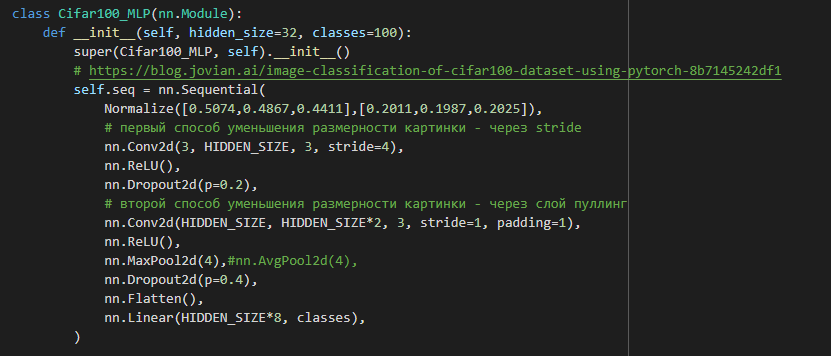 class Cifar100_MLP(nn.Module):
    def __init__(self, hidden_size=32, classes=100):
        super(Cifar100_MLP, self).__init__()
        # https://blog.jovian.ai/image-classification-of-cifar100-dataset-using-pytorch-8b7145242df1
        self.seq = nn.Sequential(
            Normalize([0.5074,0.4867,0.4411],[0.2011,0.1987,0.2025]),
            # первый способ уменьшения размерности картинки - через stride
            nn.Conv2d(3, HIDDEN_SIZE, 3, stride=4),
            nn.ReLU(),
            nn.Dropout2d(p=0.2),
            # второй способ уменьшения размерности картинки - через слой пуллинг
            nn.Conv2d(HIDDEN_SIZE, HIDDEN_SIZE*2, 3, stride=1, padding=1),
            nn.ReLU(),
            nn.MaxPool2d(4),#nn.AvgPool2d(4),
            nn.Dropout2d(p=0.4),
            nn.Flatten(),
            nn.Linear(HIDDEN_SIZE*8, classes),
        )